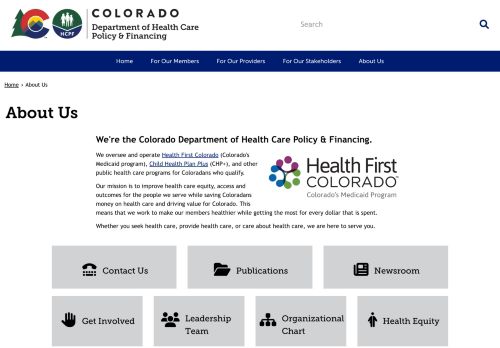 COLORADO
Department of Health Care
Policy & Financing
HCPF
Search
Home
For Our Members
For Our Providers
For Our Stakeholders
About Us
Home › About Us
About Us
We're the Colorado Department of Health Care Policy & Financing.
We oversee and operate Health First Colorado (Colorado's
Medicaid program), Child Health Plan Plus (CHP+), and other
public health care programs for Coloradans who qualify.
Our mission is to improve health care equity, access and
outcomes for the people we serve while saving Coloradans
money on health care and driving value for Colorado. This
means that we work to make our members healthier while getting the most for every dollar that is spent.
Whether you seek health care, provide health care, or care about health care, we are here to serve you.
Health First
COLORADO™
Colorado's Medicaid Program
Contact Us
Publications
Newsroom
Get Involved
Leadership
Team
Organizational
Chart
Health Equity